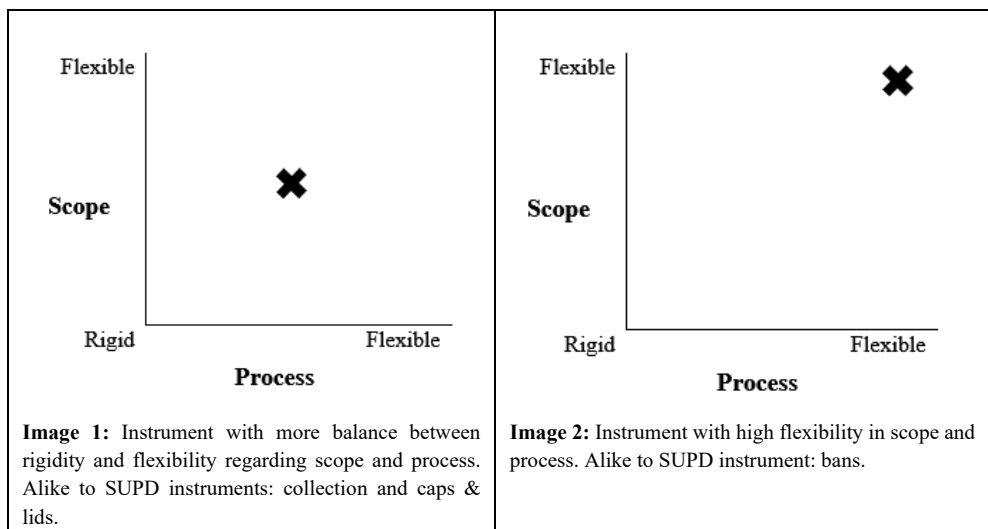 Flexible
Scope
Rigid
Flexible
Process
Image 1: Instrument with more balance between
rigidity and flexibility regarding scope and process.
Alike to SUPD instruments: collection and caps &
lids.
Flexible
Scope
Rigid
Flexible
Process
Image 2: Instrument with high flexibility in scope and
process. Alike to SUPD instrument: bans.